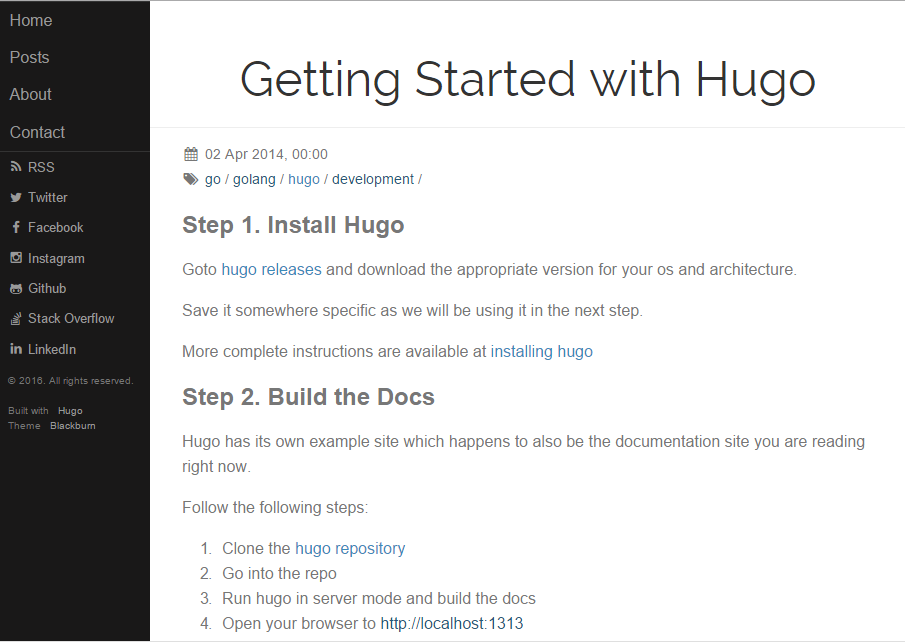 Home
Posts
About
Contact
RSS
Twitter
Facebook
Instagram
Github
Stack Overflow
LinkedIn
© 2016. All rights reserved.
Built with Hugo
Theme Blackburn
Getting Started with Hugo
02 Apr 2014, 00:00
go / golang / hugo / development /
Step 1. Install Hugo
Goto hugo releases and download the appropriate version for your os and architecture.
Save it somewhere specific as we will be using it in the next step.
More complete instructions are available at installing hugo
Step 2. Build the Docs
Hugo has its own example site which happens to also be the documentation site you are reading
right now.
Follow the following steps:
1. Clone the hugo repository
2. Go into the repo
3. Run hugo in server mode and build the docs
4. Open your browser to http://localhost:1313